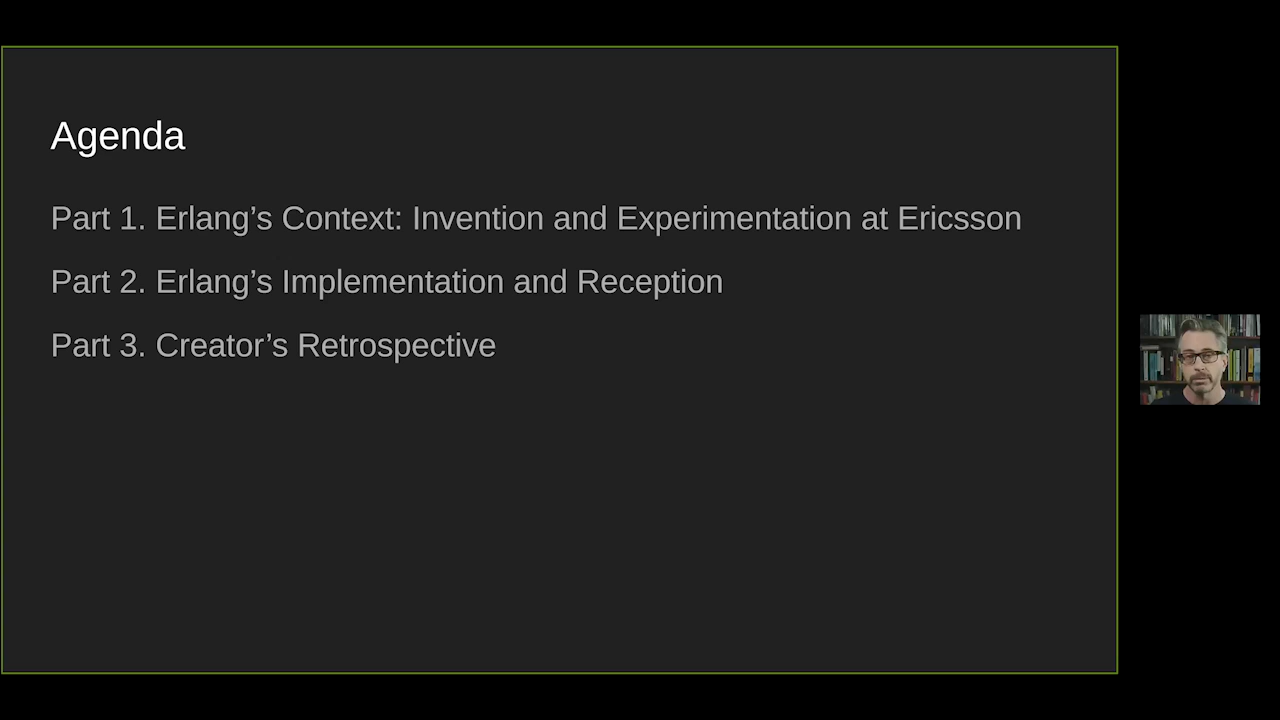 Agenda
Part 1. Erlang’s Context: Invention and Experimentation at Ericsson
Part 2. Erlang’s Implementation and Reception
Part 3. Creator’s Retrospective